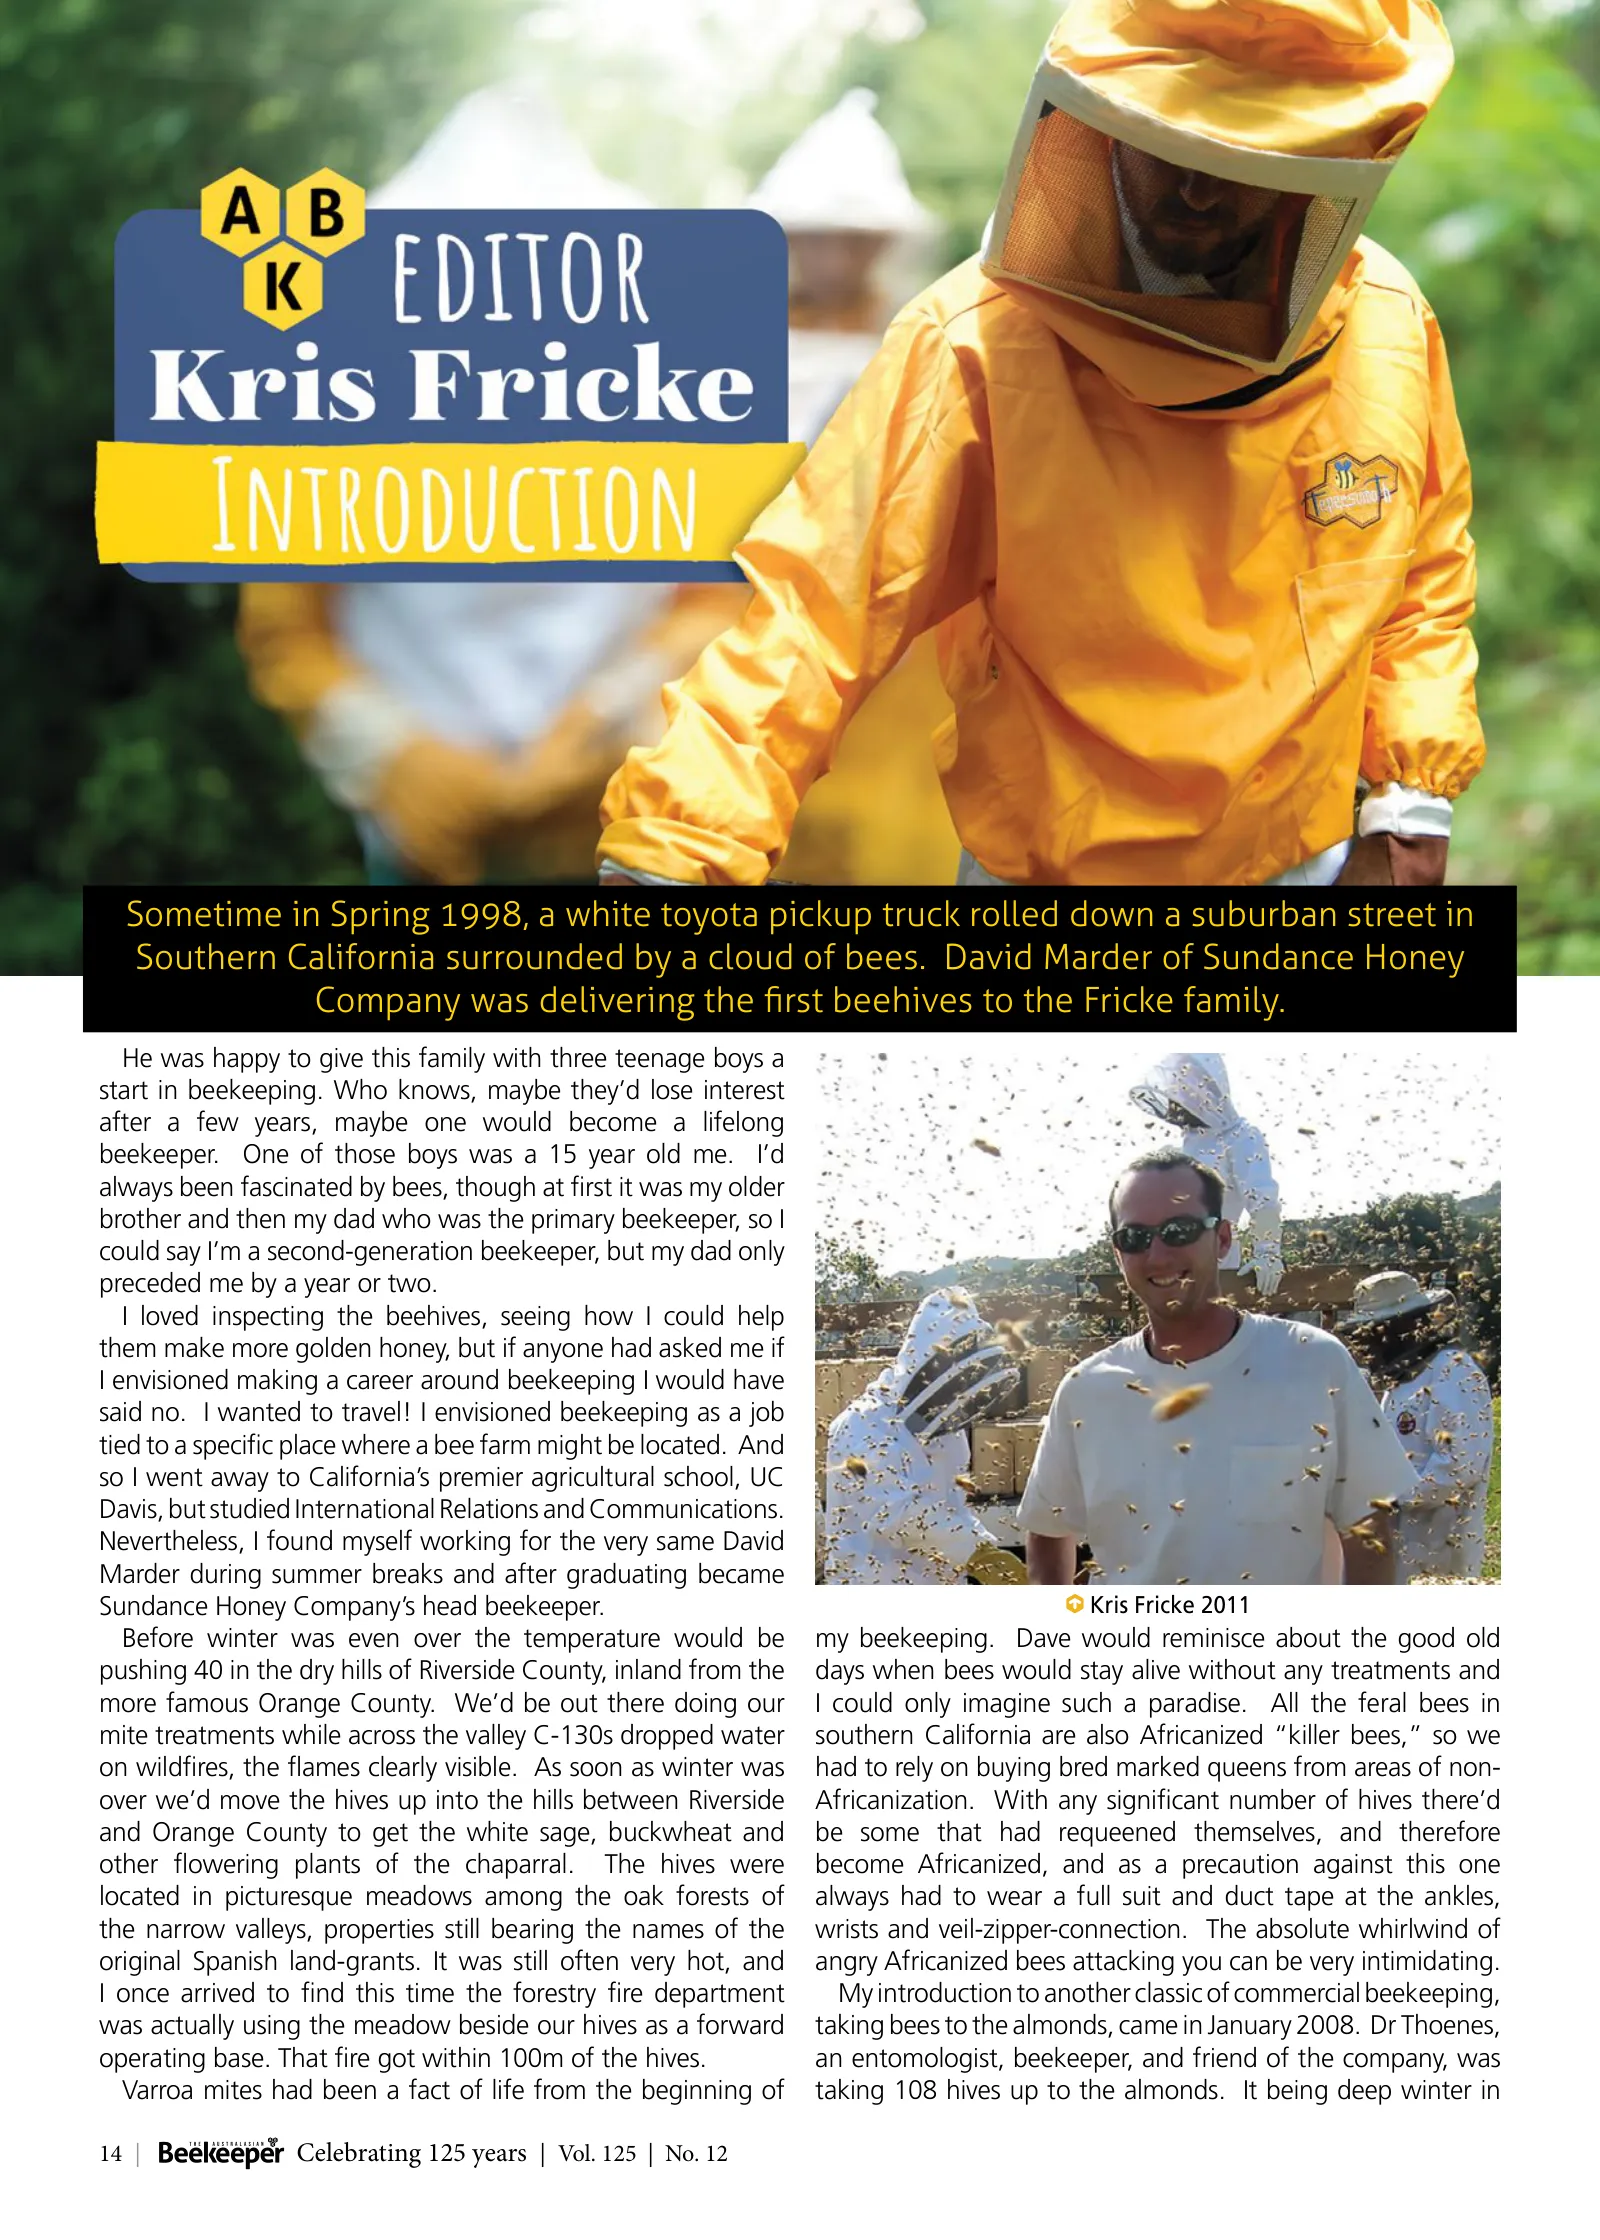 A B
K
EDITOR
Kris Fricke
INTRODUCTION
Sometime in Spring 1998, a white toyota pickup truck rolled down a suburban street in
Southern California surrounded by a cloud of bees.  David Marder of Sundance Honey
Company was delivering the first beehives to the Fricke family.
He was happy to give this family with three teenage boys a
start in beekeeping. Who knows, maybe they’d lose interest
after a few years, maybe one would become a lifelong
beekeeper.  One of those boys was a 15 year old me.  I’d
always been fascinated by bees, though at first it was my older
brother and then my dad who was the primary beekeeper, so I
could say I’m a second-generation beekeeper, but my dad only
preceded me by a year or two.
I loved inspecting the beehives, seeing how I could help
them make more golden honey, but if anyone had asked me if
I envisioned making a career around beekeeping I would have
said no.  I wanted to travel! I envisioned beekeeping as a job
tied to a specific place where a bee farm might be located.  And
so I went away to California’s premier agricultural school, UC
Davis, but studied International Relations and Communications.
Nevertheless, I found myself working for the very same David
Marder during summer breaks and after graduating became
Sundance Honey Company’s head beekeeper.
Before winter was even over the temperature would be
pushing 40 in the dry hills of Riverside County, inland from the
more famous Orange County.  We’d be out there doing our
mite treatments while across the valley C-130s dropped water
on wildfires, the flames clearly visible.  As soon as winter was
over we’d move the hives up into the hills between Riverside
and Orange County to get the white sage, buckwheat and
other flowering plants of the chaparral.  The hives were
located in picturesque meadows among the oak forests of
the narrow valleys, properties still bearing the names of the
original Spanish land-grants. It was still often very hot, and
I once arrived to find this time the forestry fire department
was actually using the meadow beside our hives as a forward
operating base. That fire got within 100m of the hives.
Varroa mites had been a fact of life from the beginning of
Kris Fricke 2011
my beekeeping.  Dave would reminisce about the good old
days when bees would stay alive without any treatments and
I could only imagine such a paradise.  All the feral bees in
southern California are also Africanized “killer bees,” so we
had to rely on buying bred marked queens from areas of non-
Africanization.  With any significant number of hives there’d
be some that had requeened themselves, and therefore
become Africanized, and as a precaution against this one
always had to wear a full suit and duct tape at the ankles,
wrists and veil-zipper-connection.  The absolute whirlwind of
angry Africanized bees attacking you can be very intimidating.
My introduction to another classic of commercial beekeeping,
taking bees to the almonds, came in January 2008.  Dr Thoenes,
an entomologist, beekeeper, and friend of the company, was
taking 108 hives up to the almonds.  It being deep winter in
14 | THE AUSTRALASIAN Beekeeper Celebrating 125 years | Vol. 125 | No. 12